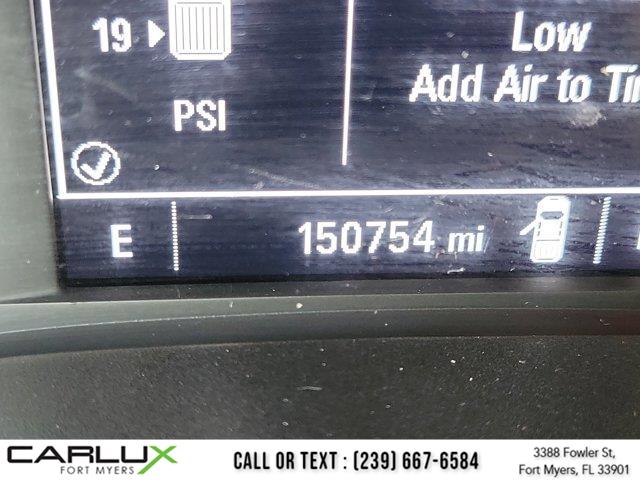 19
Low
Add Air to
PSI
E 150754 mi
CARLUX
FORT MYERS
CALL OR TEXT : (239) 667-6584
3388 Fowler St,
Fort Myers, FL 33901